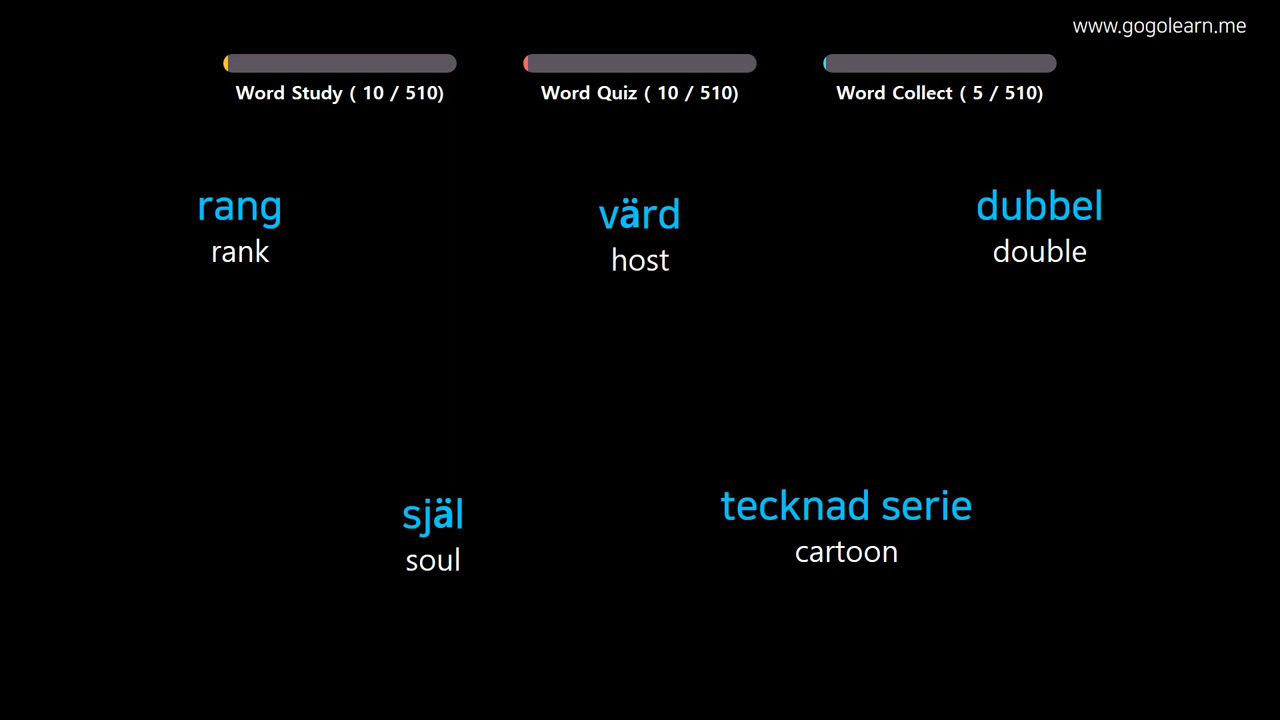 www.gogolearn.me
Word Study ( 10 / 510)
Word Quiz ( 10 / 510)
Word Collect ( 5 / 510)
rang
rank
värd
host
dubbel
double
själ
soul
tecknad serie
cartoon